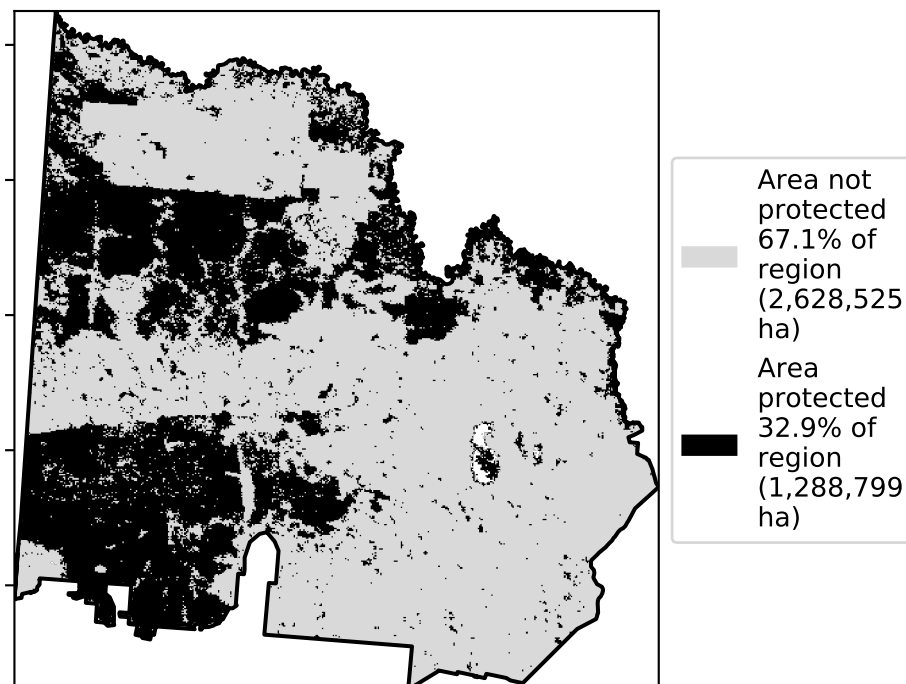 Area not
protected
67.1% of
region
(2,628,525
ha)
Area
protected
32.9% of
region
(1,288,799
ha)